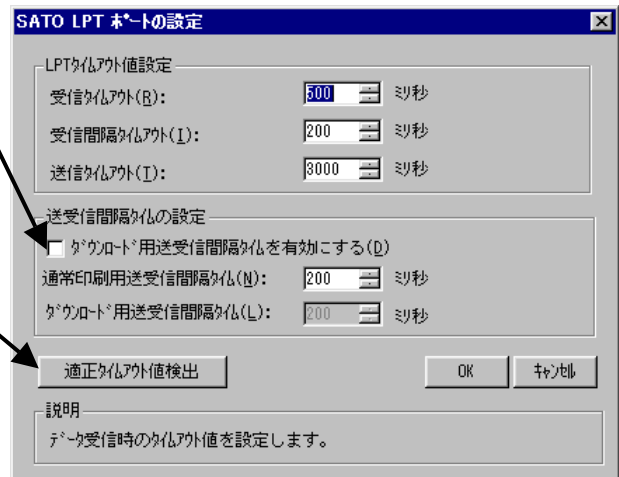 SATO LPT ﾎﾟｰﾄの設定
LPTﾀｲﾑｱｳﾄ値設定
受信ﾀｲﾑｱｳﾄ(R): 500 ﾐﾘ秒
受信間隔ﾀｲﾑｱｳﾄ(I): 200 ﾐﾘ秒
送信ﾀｲﾑｱｳﾄ(T): 3000 ﾐﾘ秒
送受信間隔ﾀｲﾑの設定
ﾀﾞｳﾝﾛｰﾄﾞ用送受信間隔ﾀｲﾑを有効にする(D)
通常印刷用送受信間隔ﾀｲﾑ(N): 200 ﾐﾘ秒
ﾀﾞｳﾝﾛｰﾄﾞ用送受信間隔ﾀｲﾑ(L): 200 ﾐﾘ秒
適正ﾀｲﾑｱｳﾄ値検出 OK ｷｬﾝｾﾙ
説明
ﾃﾞｰﾀ受信時のﾀｲﾑｱｳﾄ値を設定します。